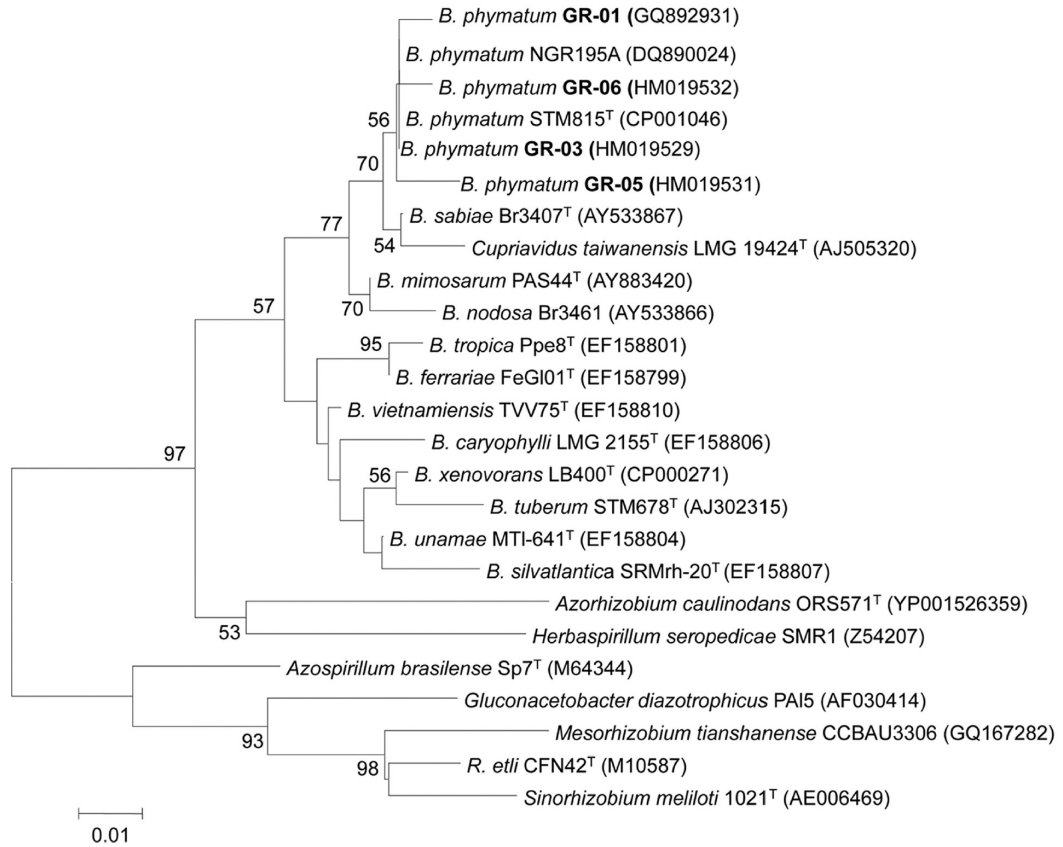 B. phymatum GR-01 (GQ892931)
B. phymatum NGR195A (DQ890024)
B. phymatum GR-06 (HM019532)
56
B. phymatum STM815ᵀ (CP001046)
B. phymatum GR-03 (HM019529)
70
B. phymatum GR-05 (HM019531)
B. sabiae Br3407ᵀ (AY533867)
77
54
Cupriavidus taiwanensis LMG 19424ᵀ (AJ505320)
B. mimosarum PAS44ᵀ (AY883420)
57
70
B. nodosa Br3461 (AY533866)
95
B. tropica Ppe8ᵀ (EF158801)
B. ferrariae FeGl01ᵀ (EF158799)
B. vietnamiensis TVV75ᵀ (EF158810)
B. caryophylli LMG 2155ᵀ (EF158806)
97
56
B. xenovorans LB400ᵀ (CP000271)
B. tuberum STM678ᵀ (AJ302315)
B. unamae MTI-641ᵀ (EF158804)
B. silvatlantica SRMrh-20ᵀ (EF158807)
Azorhizobium caulinodans ORS571ᵀ (YP001526359)
53
Herbaspirillum seropedicae SMR1 (Z54207)
Azospirillum brasilense Sp7ᵀ (M64344)
Gluconacetobacter diazotrophicus PAl5 (AF030414)
Mesorhizobium tianshanense CCBAU3306 (GQ167282)
93
R. etli CFN42ᵀ (M10587)
98
Sinorhizobium meliloti 1021ᵀ (AE006469)
0.01